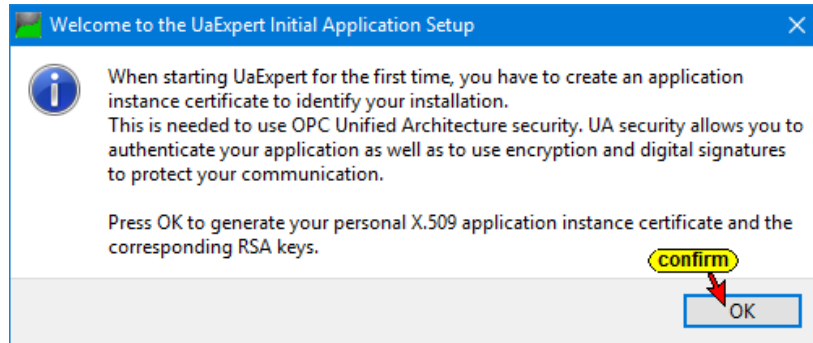 Welcome to the UaExpert Initial Application Setup
When starting UaExpert for the first time, you have to create an application
instance certificate to identify your installation.
This is needed to use OPC Unified Architecture security. UA security allows you to
authenticate your application as well as to use encryption and digital signatures
to protect your communication.
Press OK to generate your personal X.509 application instance certificate and the
corresponding RSA keys.
confirm
OK